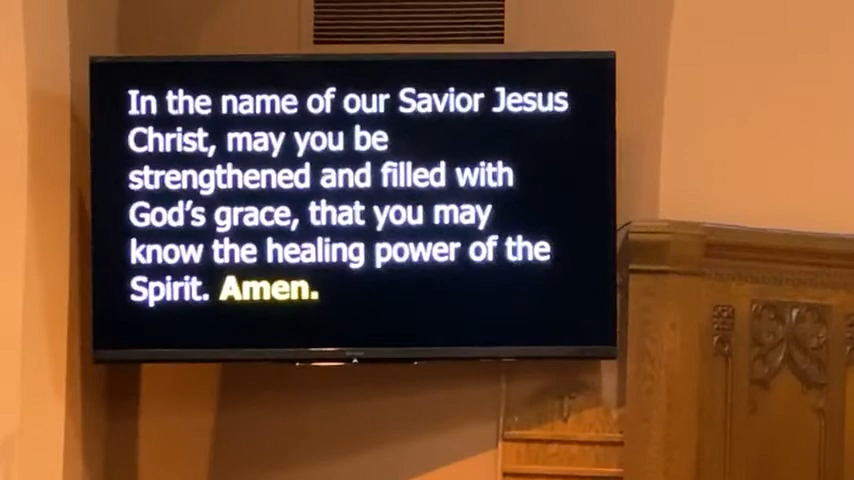 In the name of our Savior Jesus
Christ, may you be
strengthened and filled with
God's grace, that you may
know the healing power of the
Spirit. Amen.